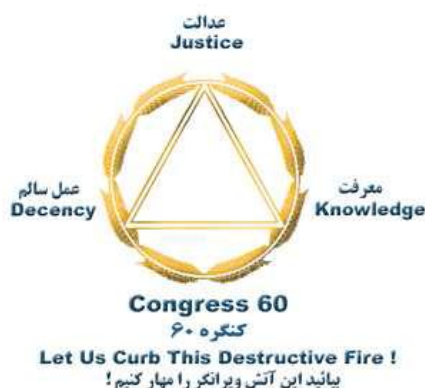 عدالت
Justice
عمل سالم
Decency
معرفت
Knowledge
Congress 60
کنگره ۶۰
Let Us Curb This Destructive Fire !
بیائید این آتش ویرانگر را مهار کنیم !